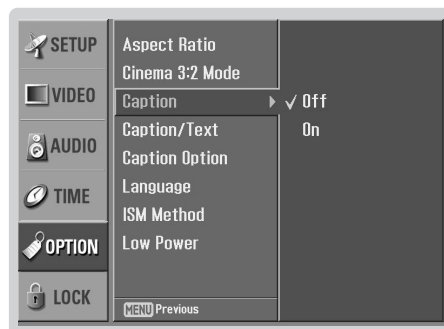 SETUP
VIDEO
AUDIO
TIME
OPTION
LOCK
Aspect Ratio
Cinema 3:2 Mode
Caption
Caption/Text
Caption Option
Language
ISM Method
Low Power
MENU Previous
Off
On